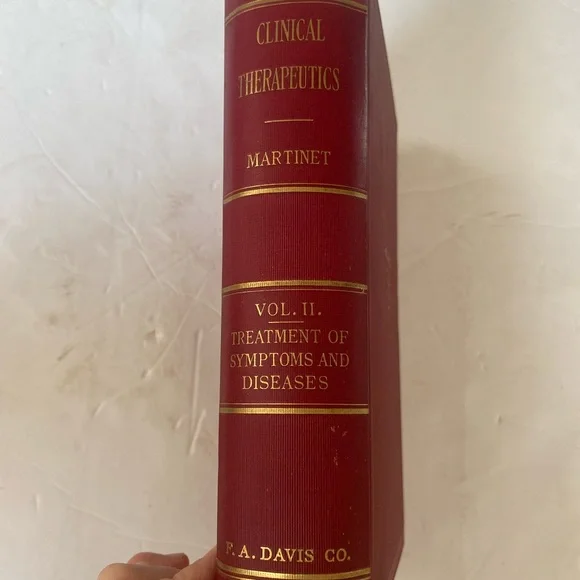 CLINICAL
THERAPEUTICS
MARTINET
VOL. II.
TREATMENT OF
SYMPTOMS AND
DISEASES
F. A. DAVIS CO.